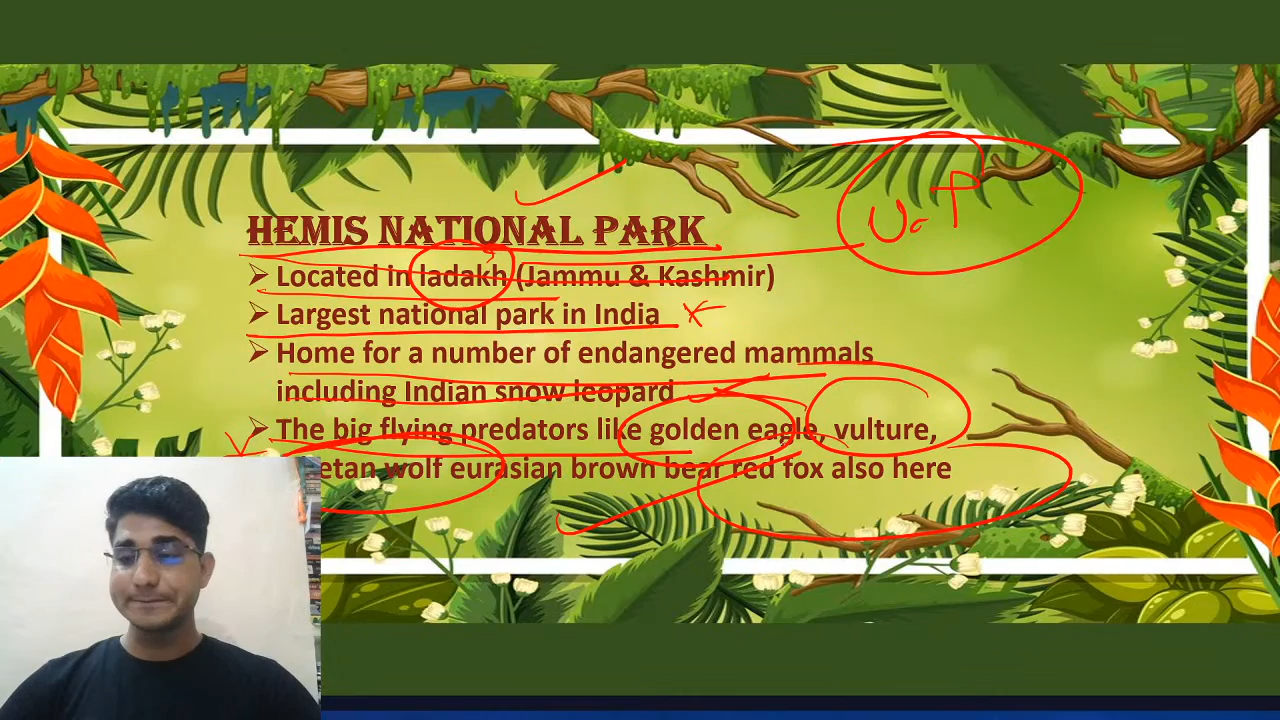 HEMIS NATIONAL PARK
U.P
➢ Located in ladakh (Jammu & Kashmir)
➢ Largest national park in India
➢ Home for a number of endangered mammals
including Indian snow leopard
➢ The big flying predators like golden eagle, vulture,
etan wolf eurasian brown bear red fox also here